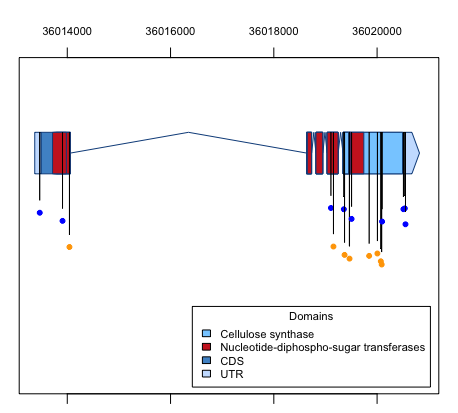 36014000 36016000 36018000 36020000
Domains
Cellulose synthase
Nucleotide-diphospho-sugar transferases
CDS
UTR